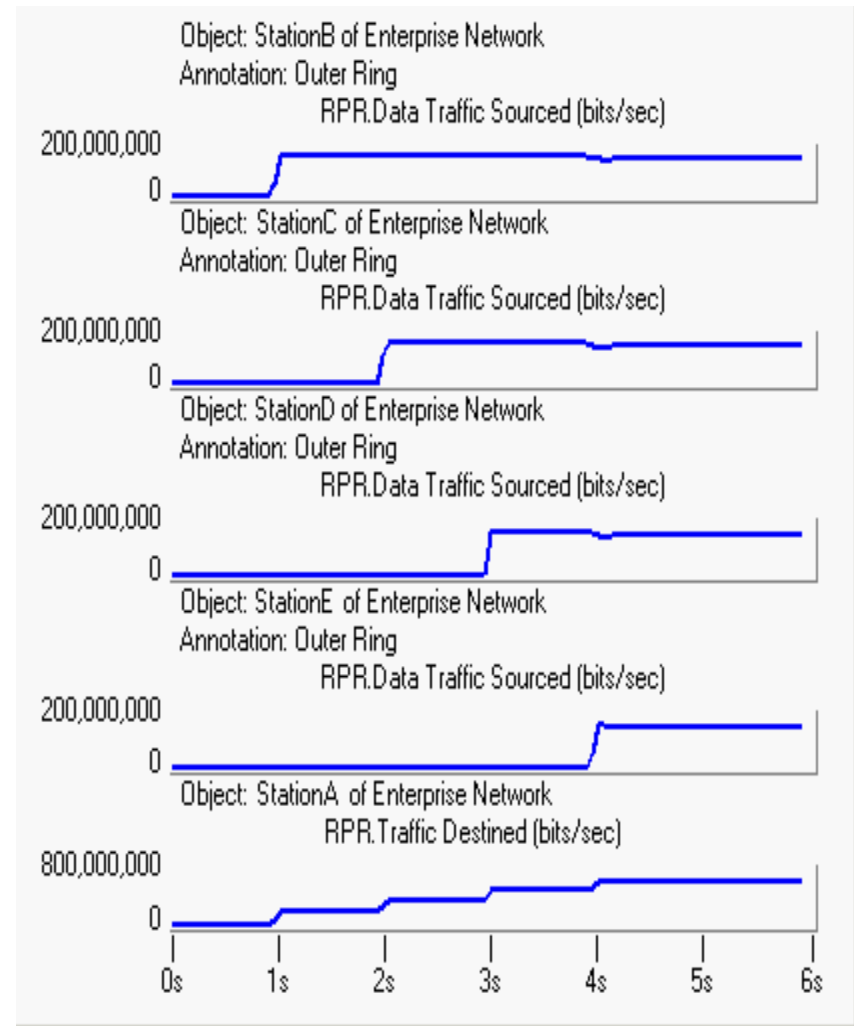 Object: StationB of Enterprise Network
Annotation: Outer Ring
RPR.Data Traffic Sourced (bits/sec)
200,000,000
0
Object: StationC of Enterprise Network
Annotation: Outer Ring
RPR.Data Traffic Sourced (bits/sec)
200,000,000
0
Object: StationD of Enterprise Network
Annotation: Outer Ring
RPR.Data Traffic Sourced (bits/sec)
200,000,000
0
Object: StationE of Enterprise Network
Annotation: Outer Ring
RPR.Data Traffic Sourced (bits/sec)
200,000,000
0
Object: StationA of Enterprise Network
RPR.Traffic Destined (bits/sec)
800,000,000
0
0s 1s 2s 3s 4s 5s 6s